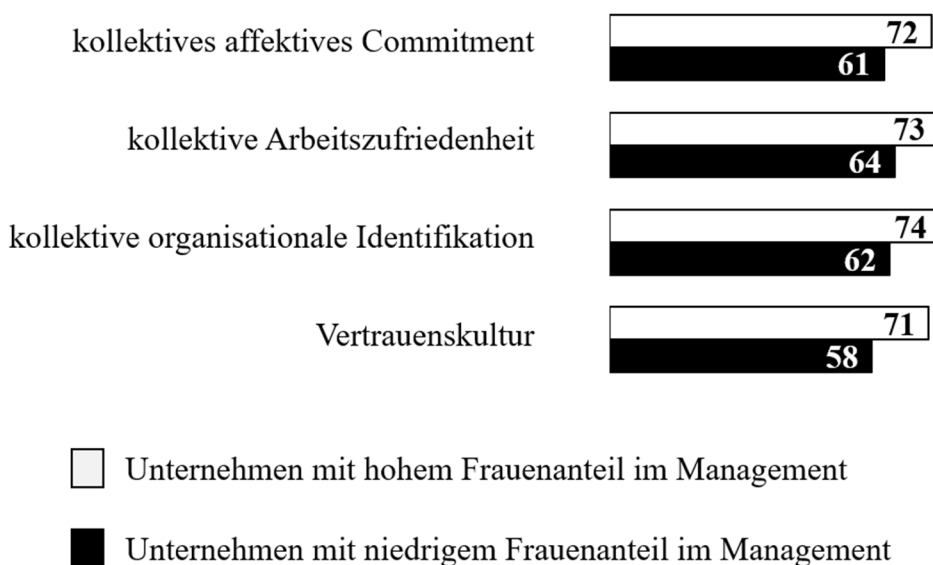 kollektives affektives Commitment
72
61
kollektive Arbeitszufriedenheit
73
64
kollektive organisationale Identifikation
74
62
Vertrauenskultur
71
58
Unternehmen mit hohem Frauenanteil im Management
Unternehmen mit niedrigem Frauenanteil im Management